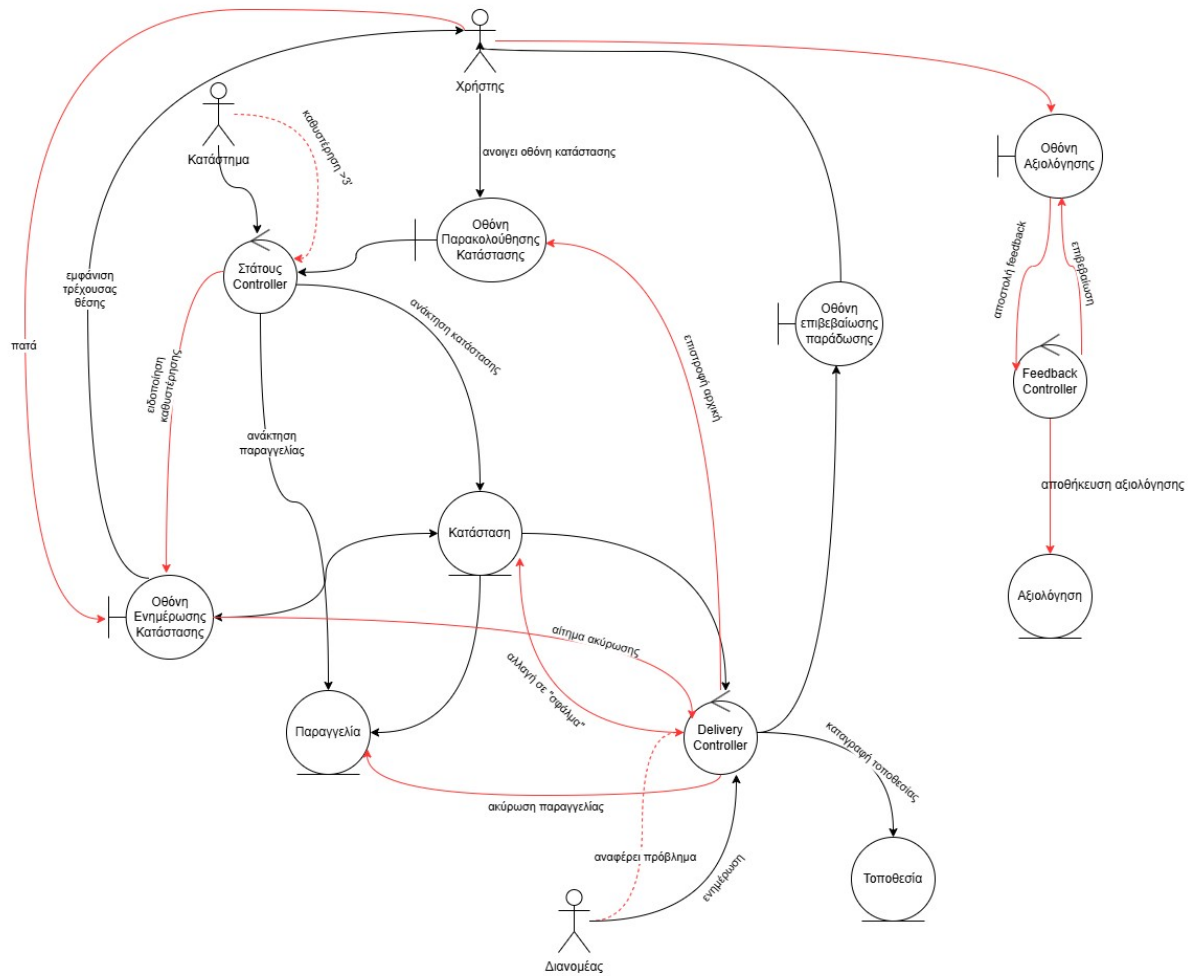 Χρήστης
Κατάστημα
καθυστέρηση >3'
ανοιγει οθόνη κατάστασης
Οθόνη
Αξιολόγησης
Οθόνη
Παρακολούθησης
Κατάστασης
Στάτους
Controller
εμφάνιση
τρέχουσας
θέσης
πατά
ανάκτηση κατάστασης
αποστολή feedback
επιβεβαίωση
Οθόνη
επιβεβαίωσης
παράδωσης
ειδοποίηση
καθυστέρησης
επιστροφή αρχική
Feedback
Controller
ανάκτηση
παραγγελίας
αποθήκευση αξιολόγησης
Κατάσταση
Αξιολόγηση
Οθόνη
Ενημέρωσης
Κατάστασης
αίτημα ακύρωσης
αλλαγή σε "σφάλμα"
Παραγγελία
Delivery
Controller
καταγραφή τοποθεσίας
ακύρωση παραγγελίας
αναφέρει πρόβλημα
ενημέρωση
Τοποθεσία
Διανομέας